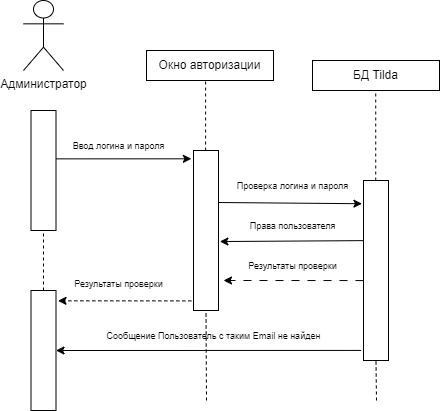 Окно авторизации
БД Tilda
Администратор
Ввод логина и пароля
Проверка логина и пароля
Права пользователя
Результаты проверки
Результаты проверки
Сообщение Пользователь с таким Email не найден